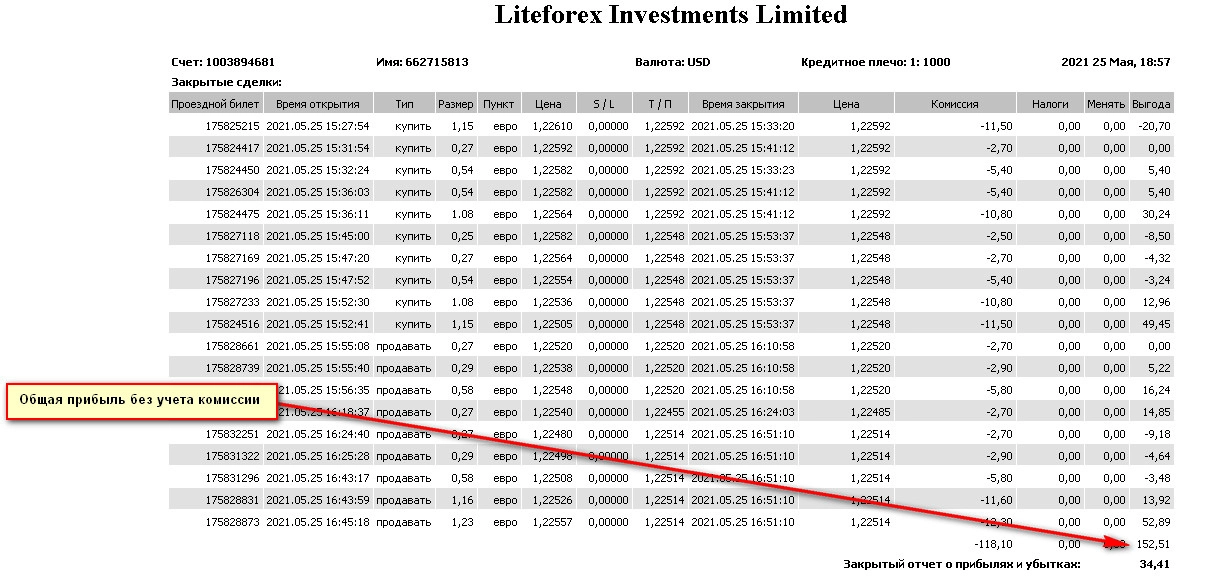 Liteforex Investments Limited
Счет: 1003894681 Имя: 662715813 Валюта: USD Кредитное плечо: 1: 1000 2021 25 Мая, 18:57
Закрытые сделки:
Проездной билет Время открытия Тип Размер Пункт Цена S / L Т / П Время закрытия Цена Комиссия Налоги Менять Выгода
175825215 2021.05.25 15:27:54 купить 1,15 евро 1,22610 0,00000 1,22592 2021.05.25 15:33:20 1,22592 -11,50 0,00 0,00 -20,70
175824417 2021.05.25 15:31:54 купить 0,27 евро 1,22592 0,00000 1,22592 2021.05.25 15:41:12 1,22592 -2,70 0,00 0,00 0,00
175824450 2021.05.25 15:32:24 купить 0,54 евро 1,22582 0,00000 1,22592 2021.05.25 15:33:23 1,22592 -5,40 0,00 0,00 5,40
175826304 2021.05.25 15:36:03 купить 0,54 евро 1,22582 0,00000 1,22592 2021.05.25 15:41:12 1,22592 -5,40 0,00 0,00 5,40
175824475 2021.05.25 15:36:11 купить 1.08 евро 1,22564 0,00000 1,22592 2021.05.25 15:41:12 1,22592 -10,80 0,00 0,00 30,24
175827118 2021.05.25 15:45:00 купить 0,25 евро 1,22582 0,00000 1,22548 2021.05.25 15:53:37 1,22548 -2,50 0,00 0,00 -8,50
175827169 2021.05.25 15:47:20 купить 0,27 евро 1,22564 0,00000 1,22548 2021.05.25 15:53:37 1,22548 -2,70 0,00 0,00 -4,32
175827196 2021.05.25 15:47:52 купить 0,54 евро 1,22554 0,00000 1,22548 2021.05.25 15:53:37 1,22548 -5,40 0,00 0,00 -3,24
175827233 2021.05.25 15:52:30 купить 1.08 евро 1,22536 0,00000 1,22548 2021.05.25 15:53:37 1,22548 -10,80 0,00 0,00 12,96
175824516 2021.05.25 15:52:41 купить 1,15 евро 1,22505 0,00000 1,22548 2021.05.25 15:53:37 1,22548 -11,50 0,00 0,00 49,45
175828661 2021.05.25 15:55:08 продавать 0,27 евро 1,22520 0,00000 1,22520 2021.05.25 16:10:58 1,22520 -2,70 0,00 0,00 0,00
175828739 2021.05.25 15:55:40 продавать 0,29 евро 1,22538 0,00000 1,22520 2021.05.25 16:10:58 1,22520 -2,90 0,00 0,00 5,22
Общая прибыль без учета комиссии
15:56:35 продавать 0,58 евро 1,22548 0,00000 1,22520 2021.05.25 16:10:58 1,22520 -5,80 0,00 0,00 16,24
16:18:37 продавать 0,27 евро 1,22540 0,00000 1,22455 2021.05.25 16:24:03 1,22485 -2,70 0,00 0,00 14,85
175832251 2021.05.25 16:24:40 продавать 0,27 евро 1,22480 0,00000 1,22514 2021.05.25 16:51:10 1,22514 -2,70 0,00 0,00 -9,18
175831322 2021.05.25 16:25:28 продавать 0,29 евро 1,22498 0,00000 1,22514 2021.05.25 16:51:10 1,22514 -2,90 0,00 0,00 -4,64
175831296 2021.05.25 16:43:17 продавать 0,58 евро 1,22508 0,00000 1,22514 2021.05.25 16:51:10 1,22514 -5,80 0,00 0,00 -3,48
175828831 2021.05.25 16:43:59 продавать 1,16 евро 1,22526 0,00000 1,22514 2021.05.25 16:51:10 1,22514 -11,60 0,00 0,00 13,92
175828873 2021.05.25 16:45:18 продавать 1,23 евро 1,22557 0,00000 1,22514 2021.05.25 16:51:10 1,22514 -12,30 0,00 0,00 52,89
-118,10 0,00 0,00 152,51
Закрытый отчет о прибылях и убытках: 34,41